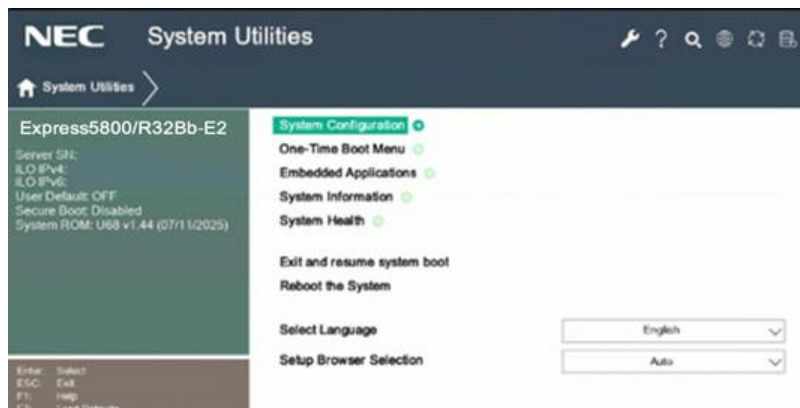 NEC System Utilities
System Utilities
Express5800/R32Bb-E2
Server SN:
iLO IPv4:
iLO IPv6:
User Default: OFF
Secure Boot: Disabled
System ROM: U68 v1.44 (07/11/2025)
System Configuration
One-Time Boot Menu
Embedded Applications
System Information
System Health
Exit and resume system boot
Reboot the System
Select Language English
Setup Browser Selection Auto
Enter: Select
ESC: Exit
F1: Help
Load Defaults